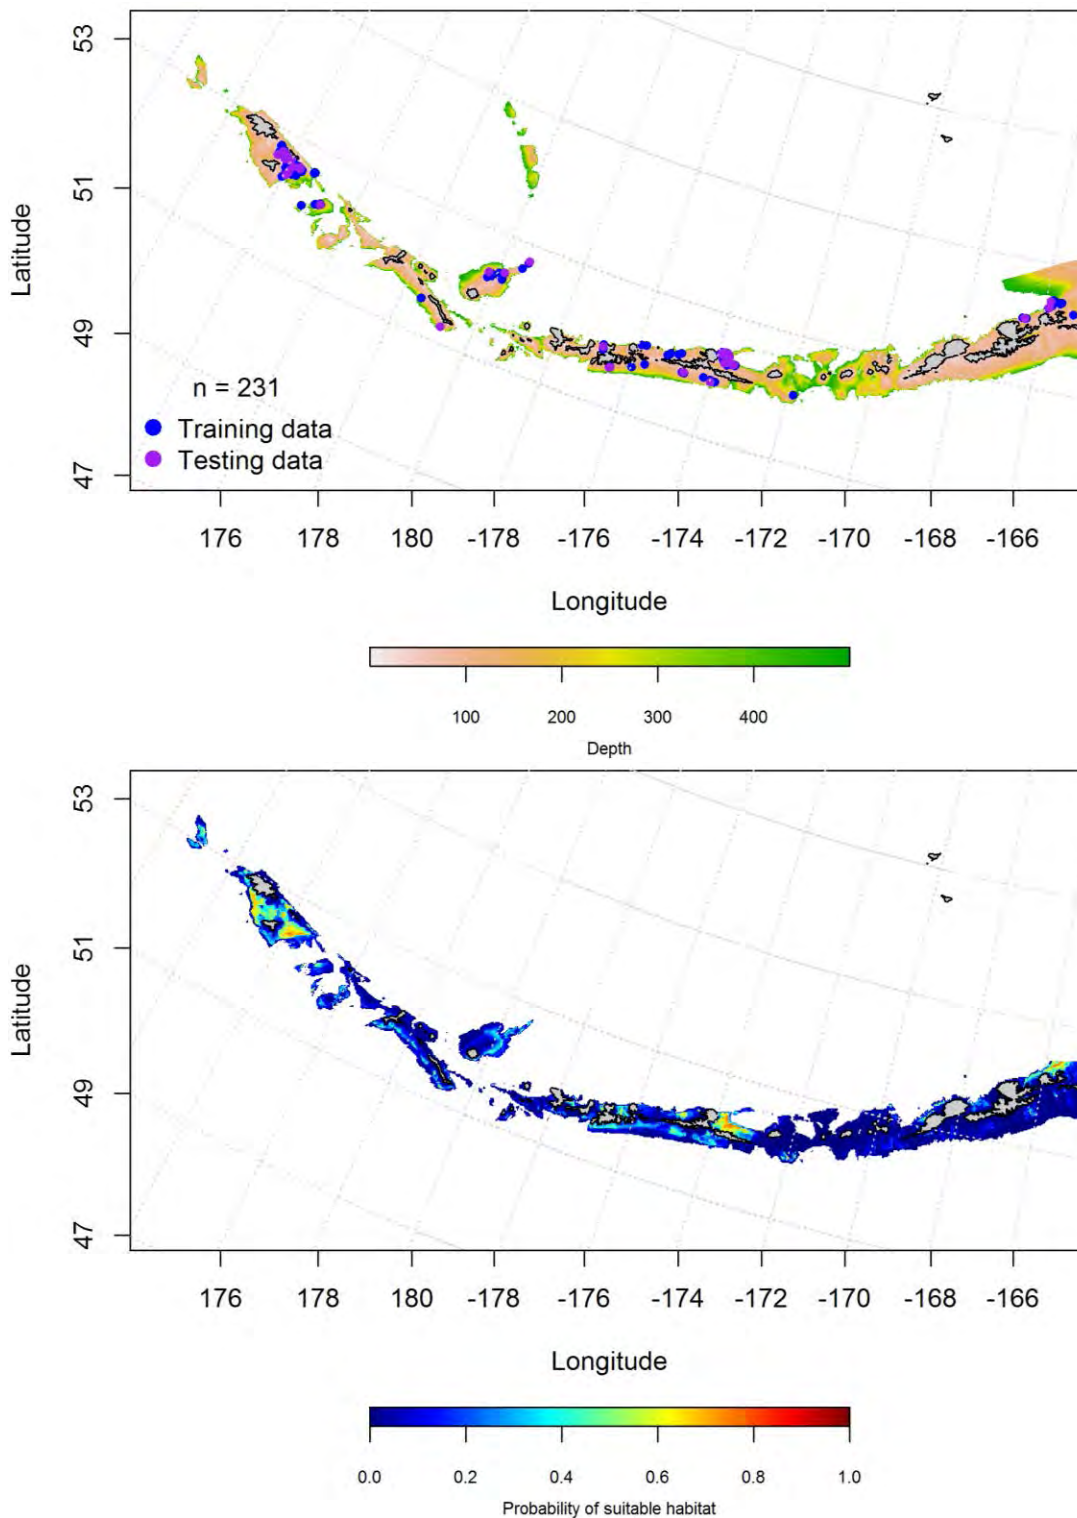 53
51
49
47
Latitude
n = 231
Training data
Testing data
176 178 180 -178 -176 -174 -172 -170 -168 -166
Longitude
100 200 300 400
Depth
53
51
49
47
Latitude
176 178 180 -178 -176 -174 -172 -170 -168 -166
Longitude
0.0 0.2 0.4 0.6 0.8 1.0
Probability of suitable habitat